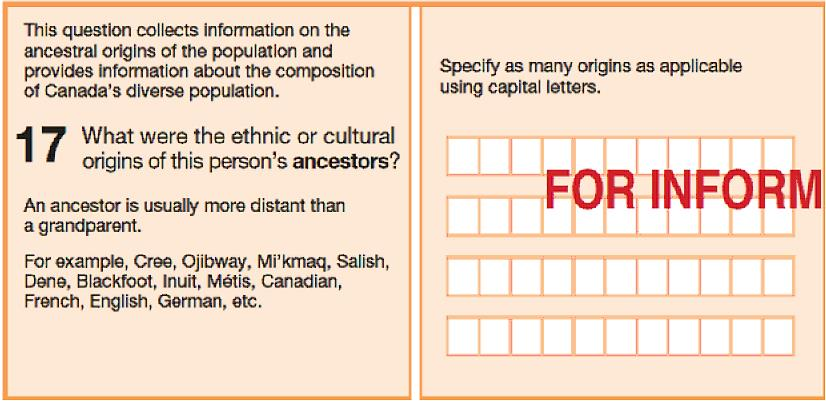 This question collects information on the
ancestral origins of the population and
provides information about the composition
of Canada's diverse population.
17 What were the ethnic or cultural
origins of this person's ancestors?
An ancestor is usually more distant than
a grandparent.
For example, Cree, Ojibway, Mi'kmaq, Salish,
Dene, Blackfoot, Inuit, Métis, Canadian,
French, English, German, etc.
Specify as many origins as applicable
using capital letters.
FOR INFORM